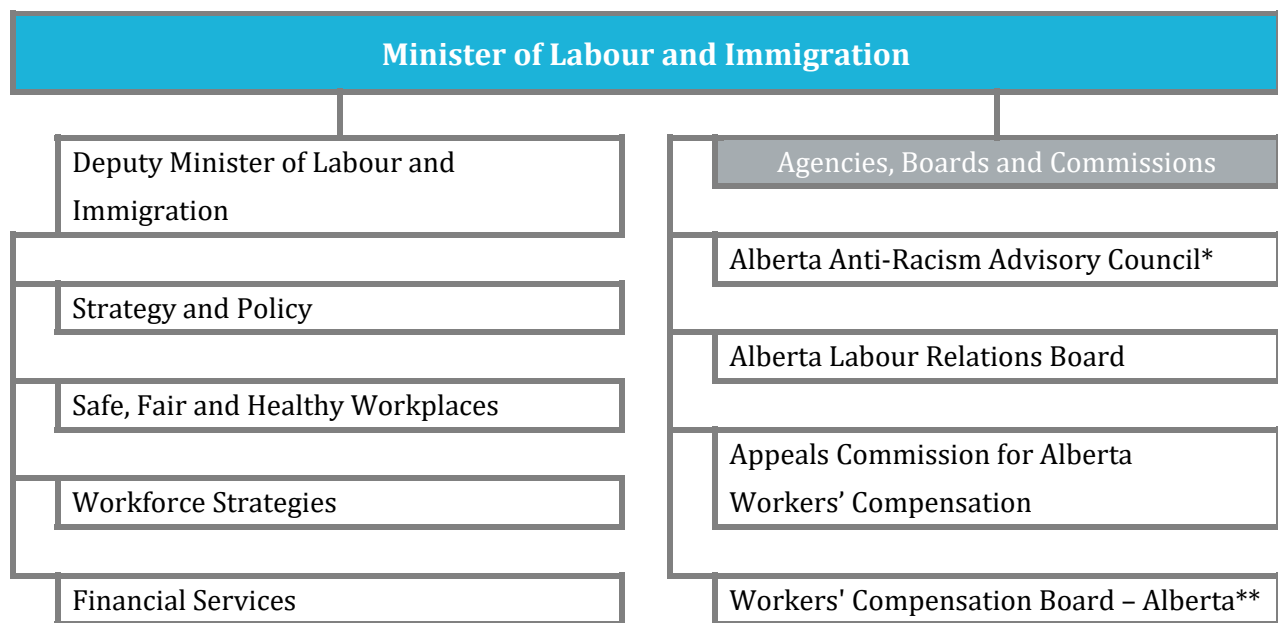 Minister of Labour and Immigration
Deputy Minister of Labour and
Immigration
Strategy and Policy
Safe, Fair and Healthy Workplaces
Workforce Strategies
Financial Services
Agencies, Boards and Commissions
Alberta Anti-Racism Advisory Council*
Alberta Labour Relations Board
Appeals Commission for Alberta
Workers’ Compensation
Workers' Compensation Board – Alberta**